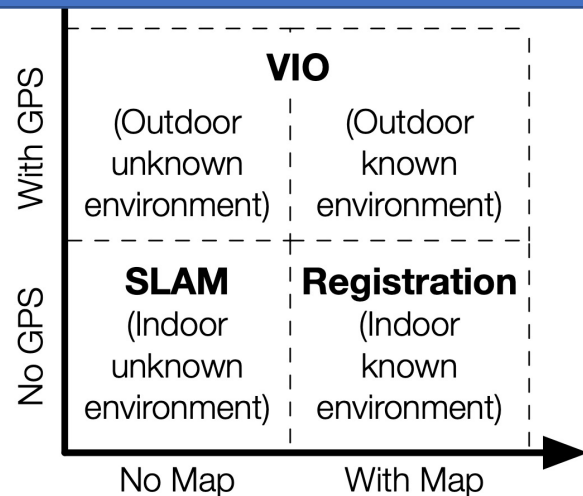 With GPS
VIO
(Outdoor
unknown
environment)
(Outdoor
known
environment)
No GPS
SLAM
(Indoor
unknown
environment)
Registration
(Indoor
known
environment)
No Map
With Map